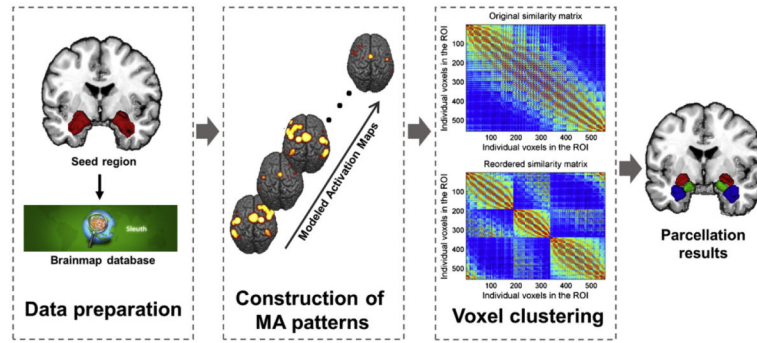 Seed region
Sleuth
Brainmap database
Data preparation
Modeled Activation Maps
Construction of
MA patterns
Original similarity matrix
Individual voxels in the ROI
100
200
300
400
500
100 200 300 400 500
Individual voxels in the ROI
Reordered similarity matrix
Individual voxels in the ROI
100
200
300
400
500
100 200 300 400 500
Individual voxels in the ROI
Voxel clustering
Parcellation
results